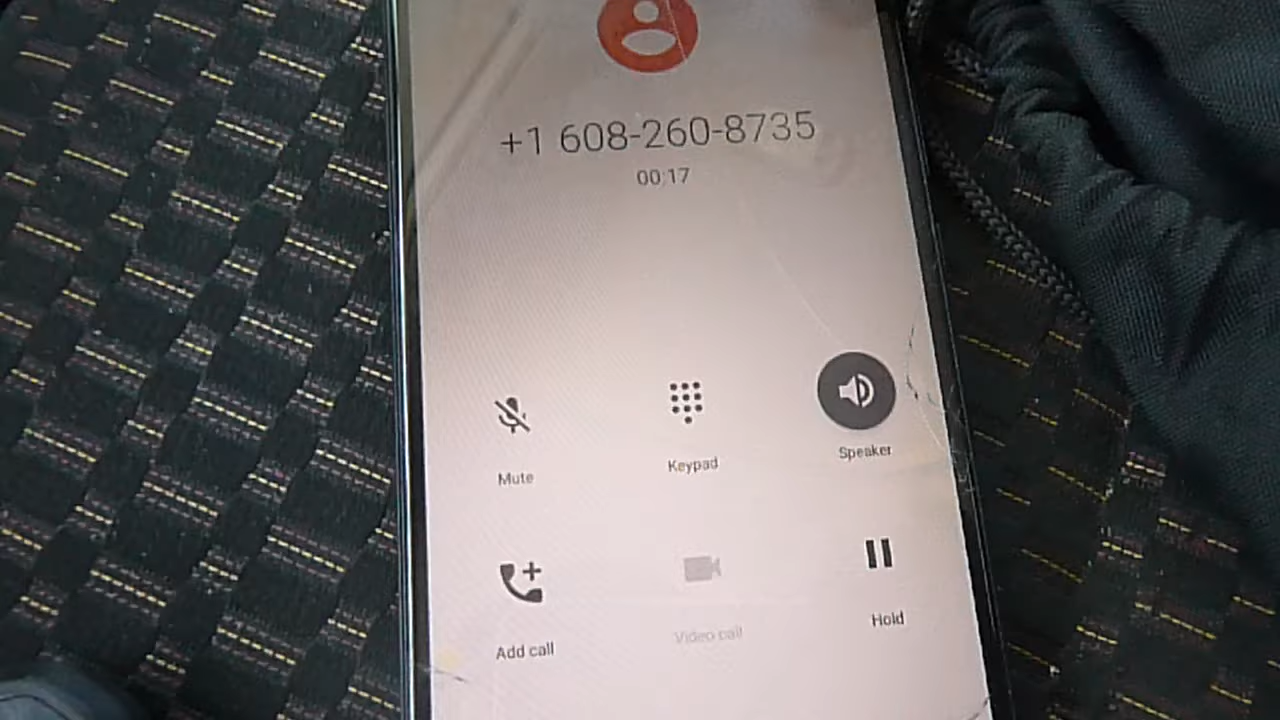 +1 608-260-8735
00:17
Mute
Keypad
Speaker
Add call
Video call
Hold